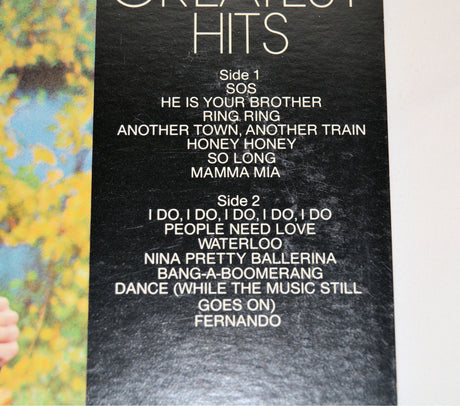 GREATEST
HITS
Side 1
SOS
HE IS YOUR BROTHER
RING RING
ANOTHER TOWN, ANOTHER TRAIN
HONEY HONEY
SO LONG
MAMMA MIA
Side 2
I DO, I DO, I DO, I DO, I DO
PEOPLE NEED LOVE
WATERLOO
NINA PRETTY BALLERINA
BANG-A-BOOMERANG
DANCE (WHILE THE MUSIC STILL
GOES ON)
FERNANDO